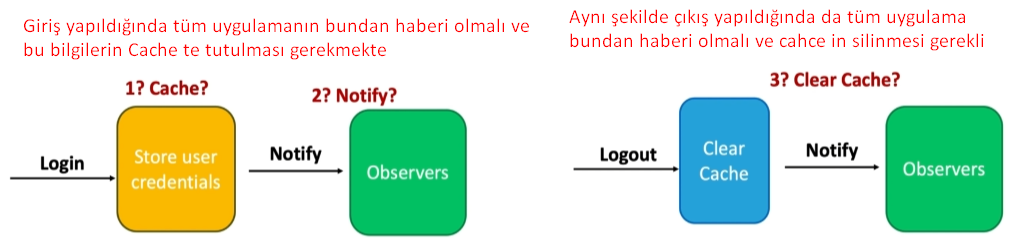 Giriş yapıldığında tüm uygulamanın bundan haberi olmalı ve
bu bilgilerin Cache te tutulması gerekmekte
1? Cache?
2? Notify?
Login
Store user
credentials
Notify
Observers
Aynı şekilde çıkış yapıldığında da tüm uygulama
bundan haberi olmalı ve cahce in silinmesi gerekli
3? Clear Cache?
Logout
Clear
Cache
Notify
Observers